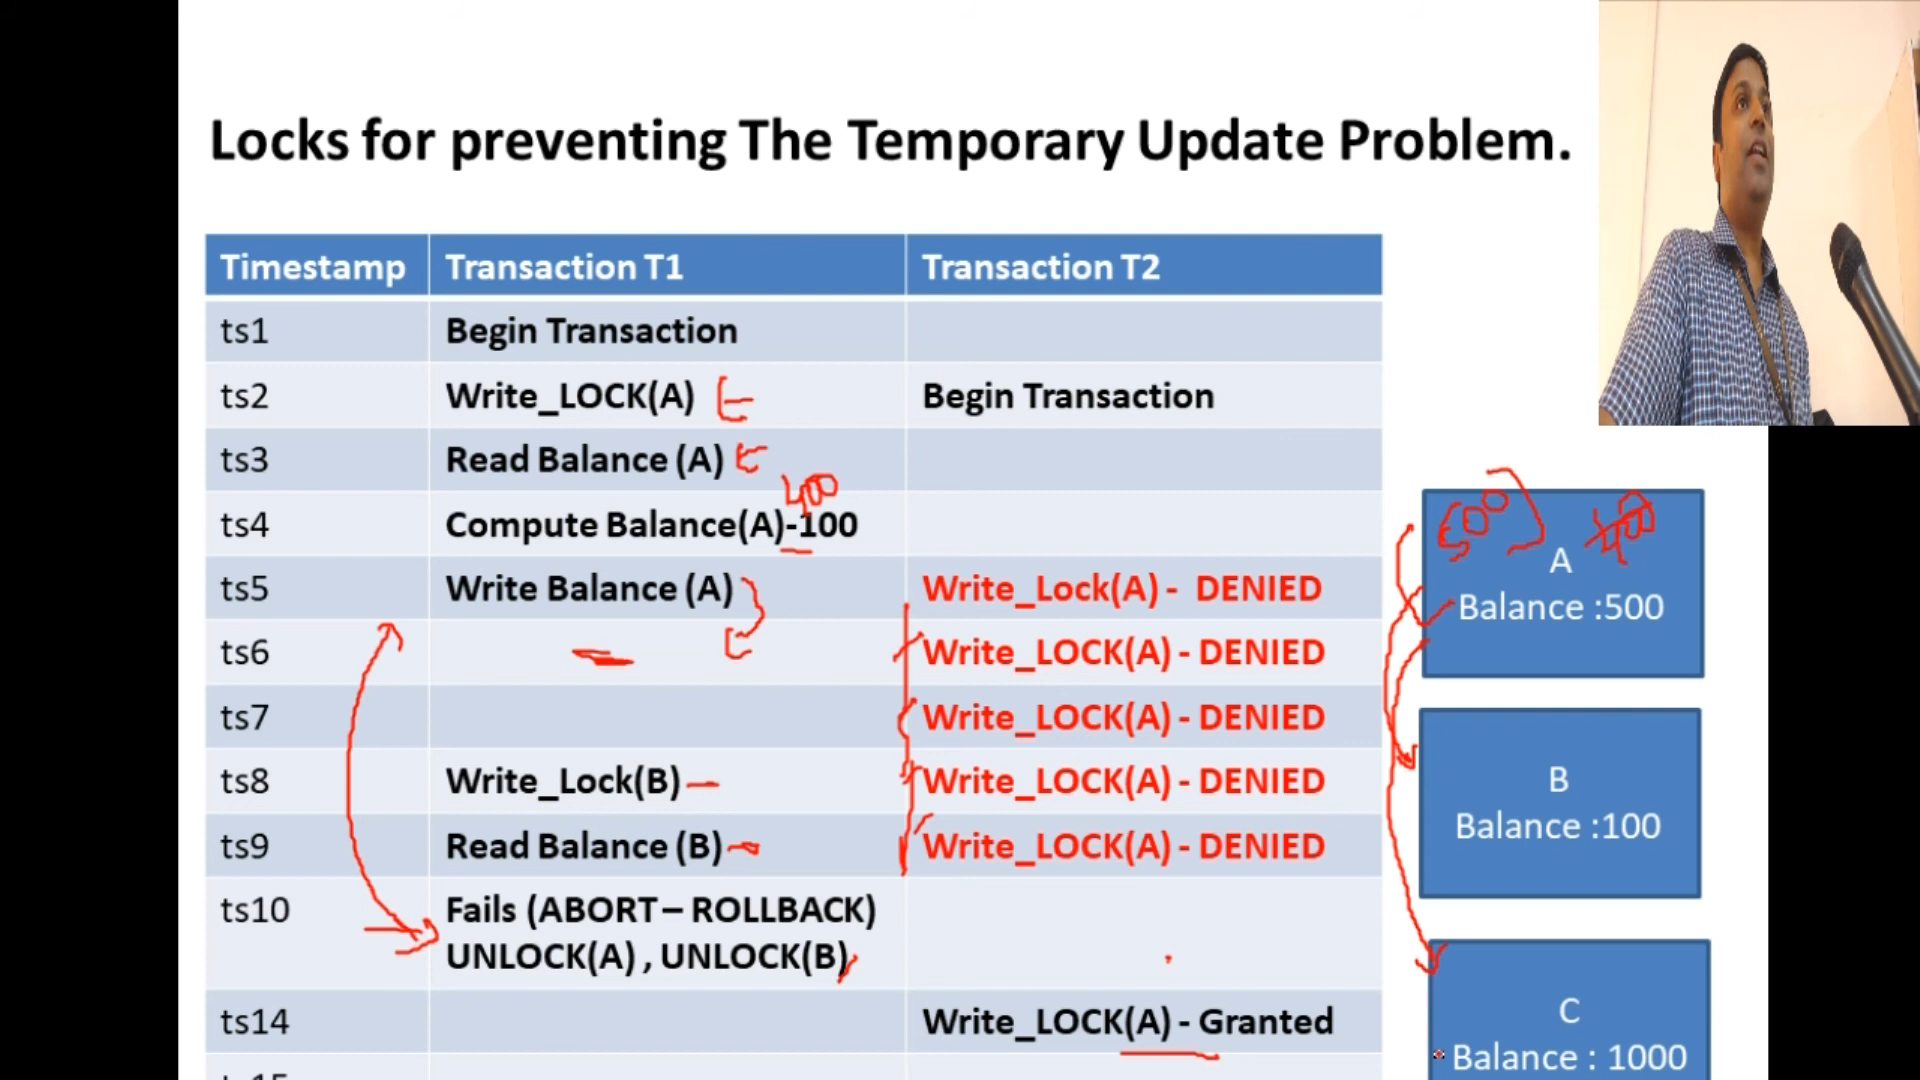 Locks for preventing The Temporary Update Problem.
Timestamp Transaction T1 Transaction T2
ts1 Begin Transaction
ts2 Write_LOCK(A) Begin Transaction
ts3 Read Balance (A)
400
ts4 Compute Balance(A)-100
ts5 Write Balance (A) Write_Lock(A) - DENIED
ts6 Write_LOCK(A) - DENIED
ts7 Write_LOCK(A) - DENIED
ts8 Write_Lock(B) Write_LOCK(A) - DENIED
ts9 Read Balance (B) Write_LOCK(A) - DENIED
ts10 Fails (ABORT – ROLLBACK)
UNLOCK(A) , UNLOCK(B)
ts14 Write_LOCK(A) - Granted
500 400
A
Balance :500
B
Balance :100
C
Balance : 1000